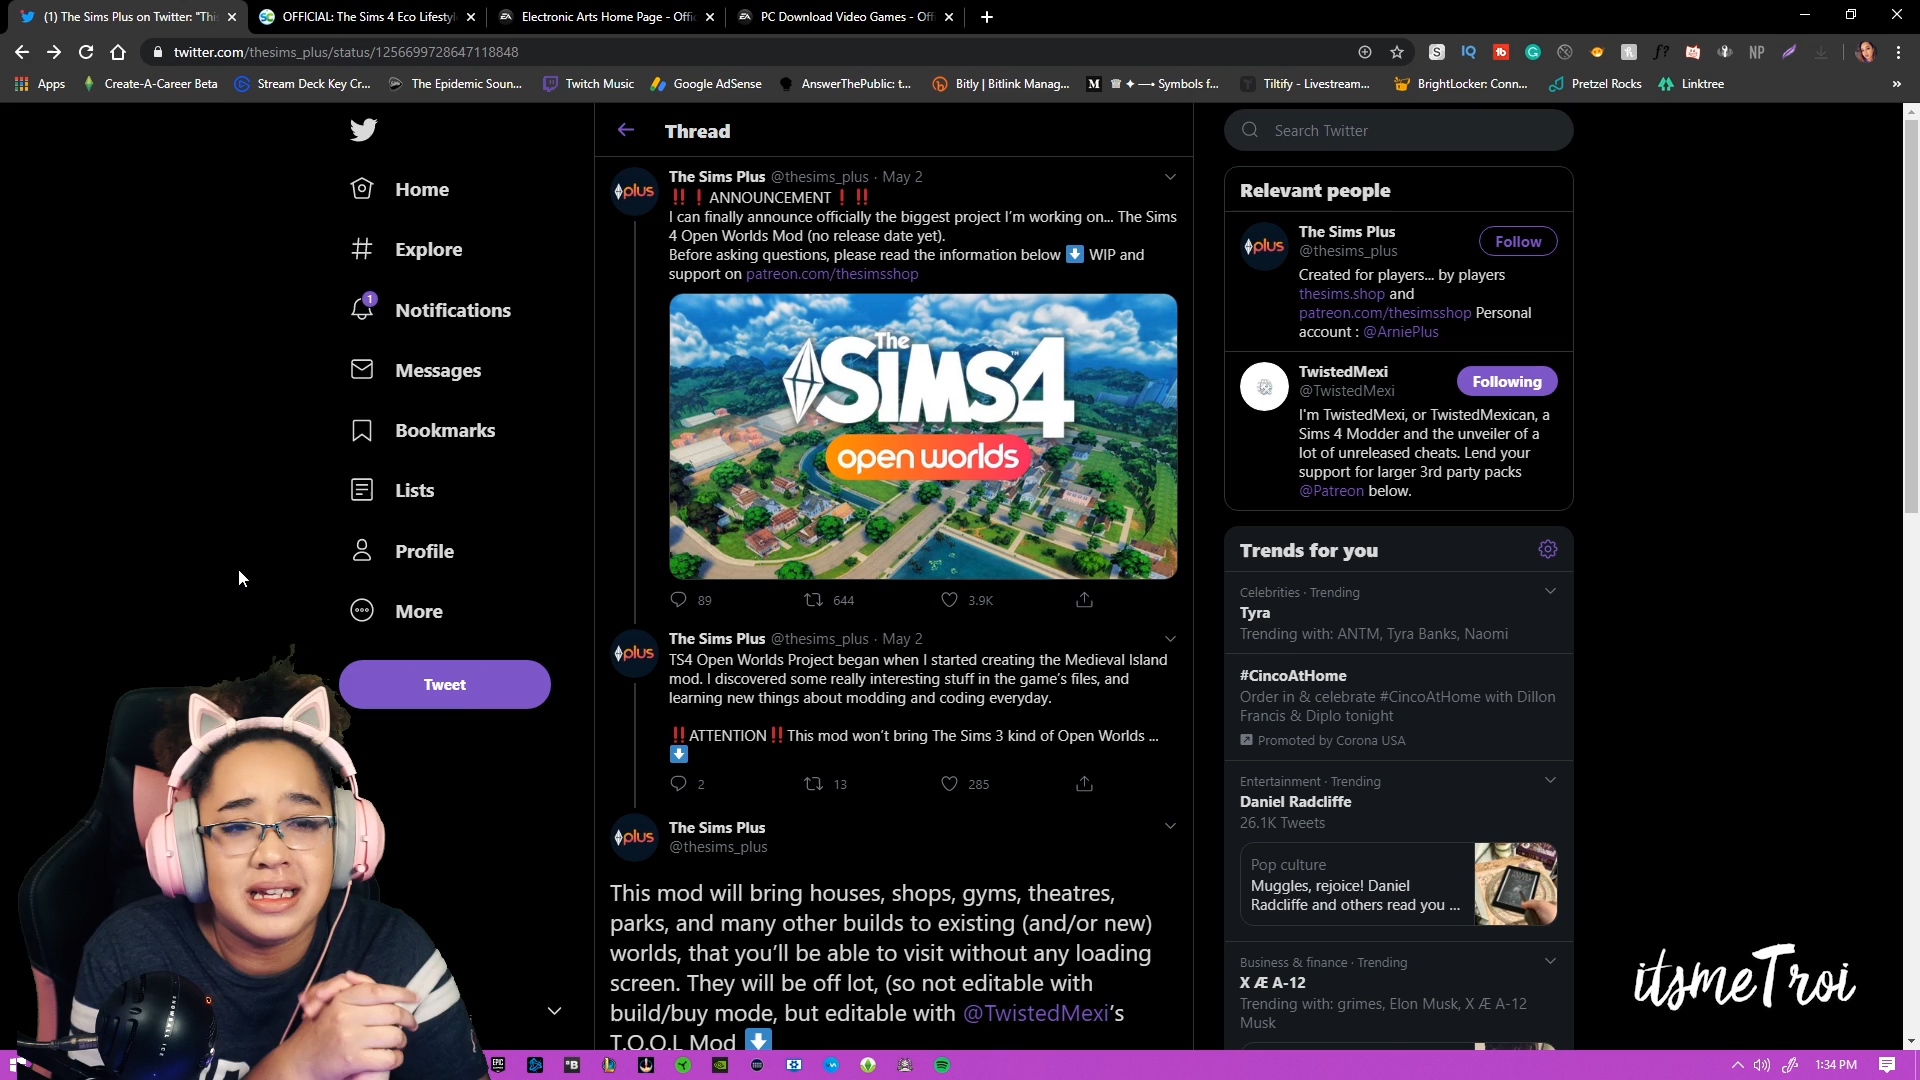 (1) The Sims Plus on Twitter: "Thi
OFFICIAL: The Sims 4 Eco Lifestyl
Electronic Arts Home Page - Offic
PC Download Video Games - Offi
twitter.com/thesims_plus/status/1256699728647118848
Apps
Create-A-Career Beta
Stream Deck Key Cr...
The Epidemic Soun...
Twitch Music
Google AdSense
AnswerThePublic: t...
Bitly | Bitlink Manag...
♕ ✦ —• Symbols f...
Tiltify - Livestream...
BrightLocker: Conn...
Pretzel Rocks
Linktree
Home
Explore
1
Notifications
Messages
Bookmarks
Lists
Profile
More
Tweet
Thread
plus
The Sims Plus @thesims_plus · May 2
‼️❗ANNOUNCEMENT❗‼️
I can finally announce officially the biggest project I'm working on... The Sims
4 Open Worlds Mod (no release date yet).
Before asking questions, please read the information below ⬇️ WIP and
support on patreon.com/thesimsshop
The
SiMS4
open worlds
89
644
3.9K
plus
The Sims Plus @thesims_plus · May 2
TS4 Open Worlds Project began when I started creating the Medieval Island
mod. I discovered some really interesting stuff in the game's files, and
learning new things about modding and coding everyday.
‼️ATTENTION‼️This mod won't bring The Sims 3 kind of Open Worlds ...
⬇️
2
13
285
plus
The Sims Plus
@thesims_plus
This mod will bring houses, shops, gyms, theatres,
parks, and many other builds to existing (and/or new)
worlds, that you'll be able to visit without any loading
screen. They will be off lot, (so not editable with
build/buy mode, but editable with @TwistedMexi's
T.O.O.L Mod ⬇️
Search Twitter
Relevant people
plus
The Sims Plus
@thesims_plus
Follow
Created for players... by players
thesims.shop and
patreon.com/thesimsshop Personal
account : @ArniePlus
TwistedMexi
@TwistedMexi
Following
I'm TwistedMexi, or TwistedMexican, a
Sims 4 Modder and the unveiler of a
lot of unreleased cheats. Lend your
support for larger 3rd party packs
@Patreon below.
Trends for you
Celebrities · Trending
Tyra
Trending with: ANTM, Tyra Banks, Naomi
#CincoAtHome
Order in & celebrate #CincoAtHome with Dillon
Francis & Diplo tonight
Promoted by Corona USA
Entertainment · Trending
Daniel Radcliffe
26.1K Tweets
Pop culture
Muggles, rejoice! Daniel
Radcliffe and others read you ...
Business & finance · Trending
X Æ A-12
Trending with: grimes, Elon Musk, X Æ A-12
Musk
itsmeTroi
1:34 PM